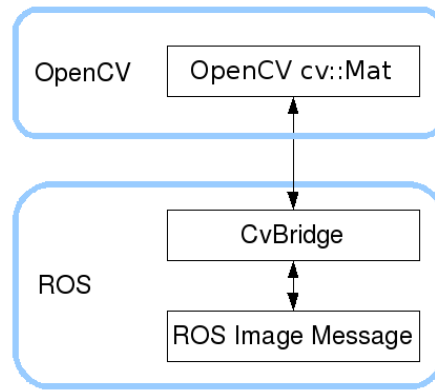 OpenCV
OpenCV cv::Mat
CvBridge
ROS
ROS Image Message